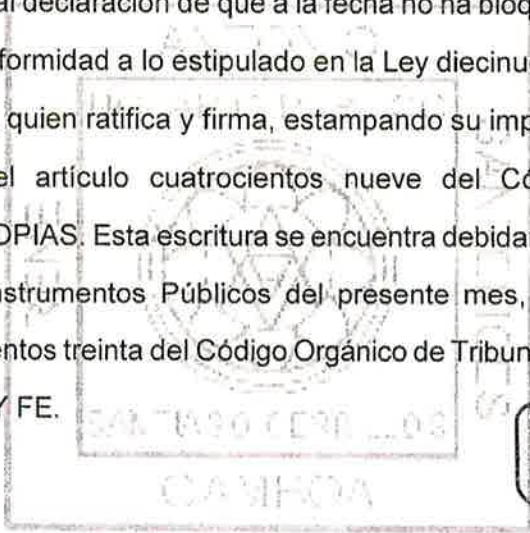 al declaración de que a la fecha no ha bloq
formidad a lo estipulado en la Ley diecinu
quien ratifica y firma, estampando su imp
el artículo cuatrocientos nueve del Có
OPIAS. Esta escritura se encuentra debida
nstrumentos Públicos del presente mes,
entos treinta del Código Orgánico de Tribun
Y FE.